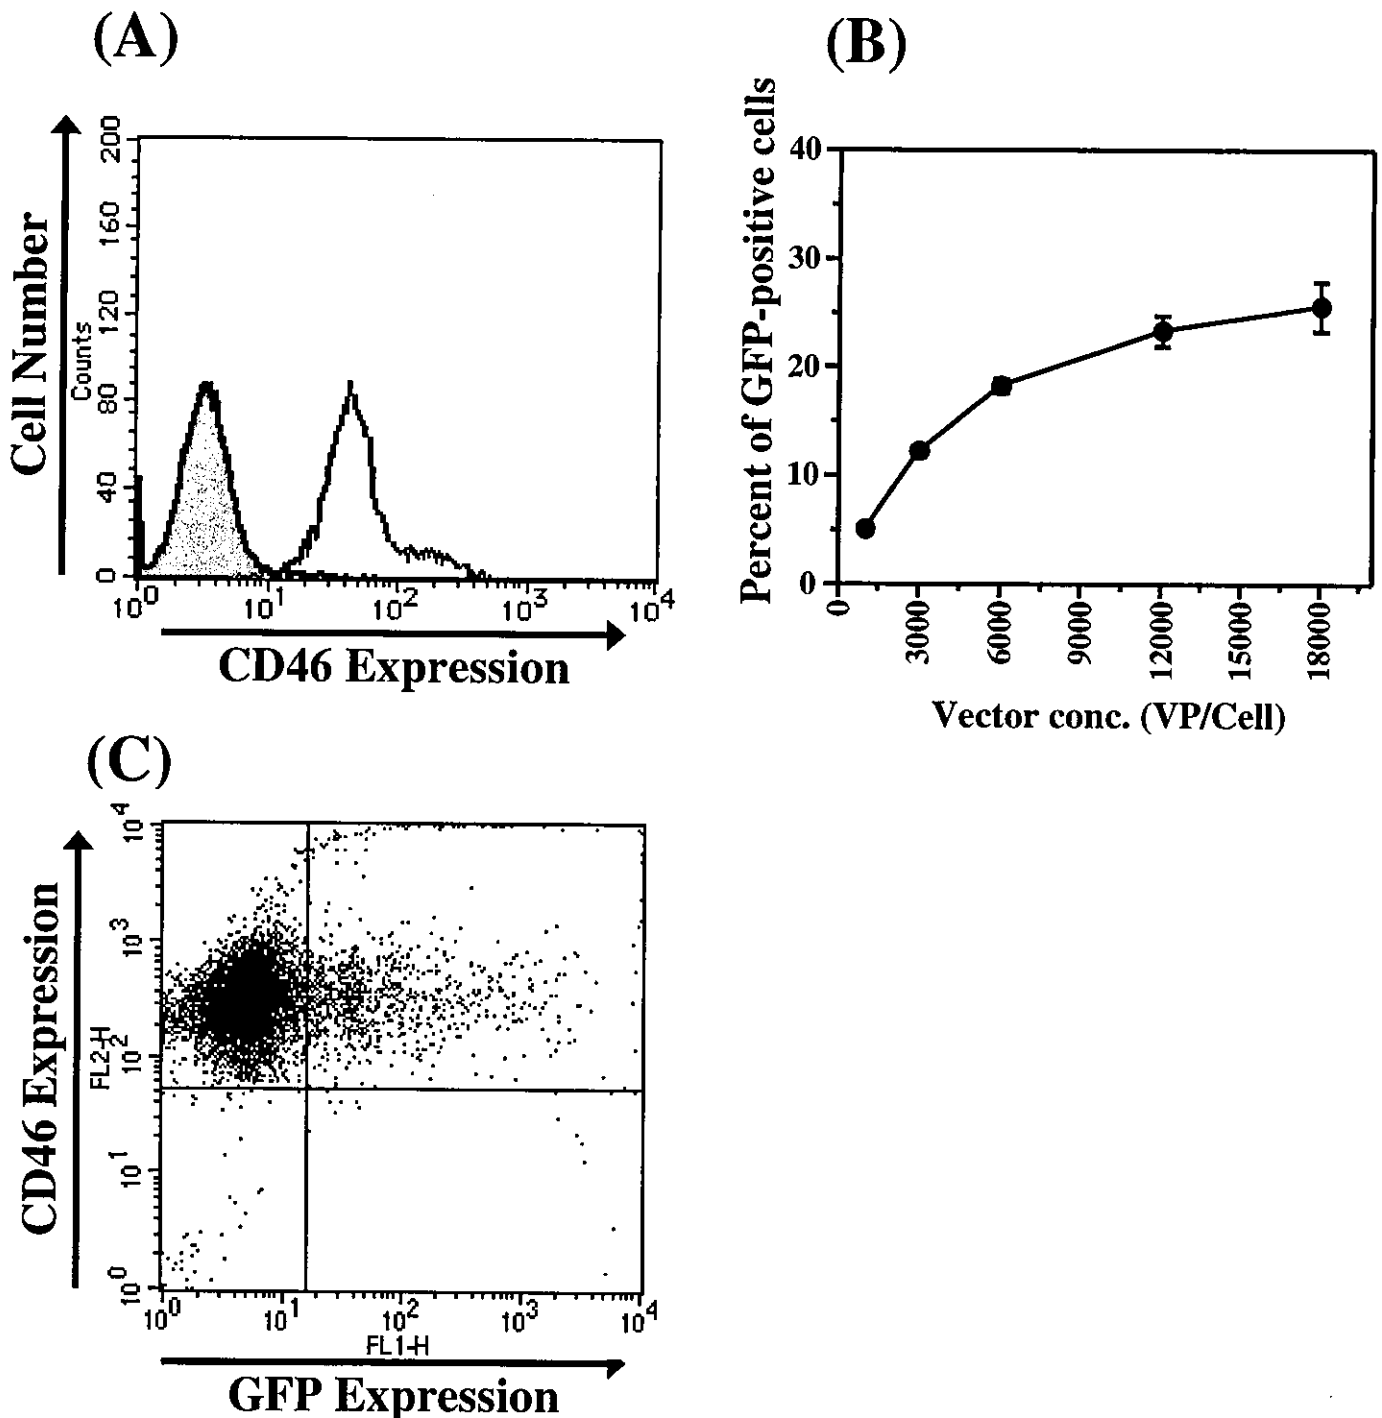 (A)
Cell Number
Counts
200
160
120
80
40
0
10^0 10^1 10^2 10^3 10^4
CD46 Expression
(B)
Percent of GFP-positive cells
40
30
20
10
0
0 3000 6000 9000 12000 15000 18000
Vector conc. (VP/Cell)
(C)
CD46 Expression
FL2-H
10^4
10^3
10^2
10^1
10^0
10^0 10^1 10^2 10^3 10^4
FL1-H
GFP Expression